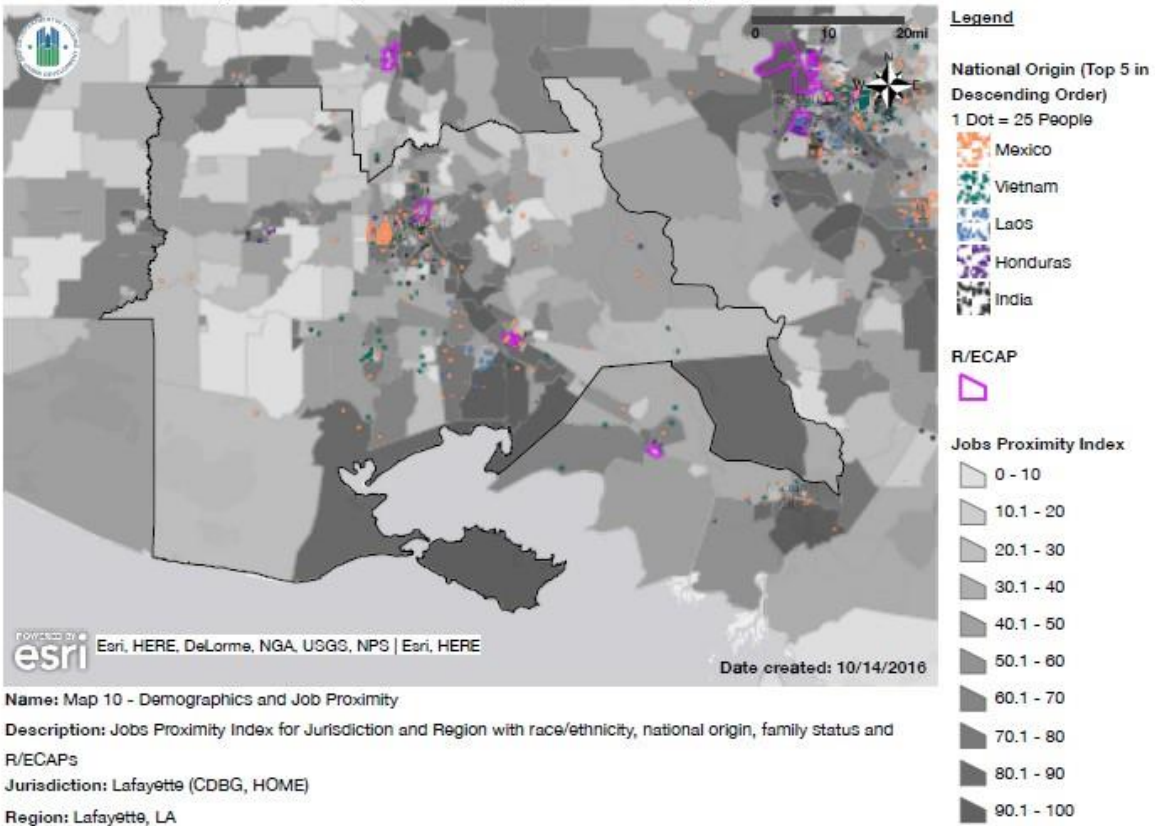 0 10 20mi
N
W E
POWERED BY
esri
Esri, HERE, DeLorme, NGA, USGS, NPS | Esri, HERE
Date created: 10/14/2016
Name: Map 10 - Demographics and Job Proximity
Description: Jobs Proximity Index for Jurisdiction and Region with race/ethnicity, national origin, family status and
R/ECAPs
Jurisdiction: Lafayette (CDBG, HOME)
Region: Lafayette, LA
Legend
National Origin (Top 5 in
Descending Order)
1 Dot = 25 People
Mexico
Vietnam
Laos
Honduras
India
R/ECAP
Jobs Proximity Index
0 - 10
10.1 - 20
20.1 - 30
30.1 - 40
40.1 - 50
50.1 - 60
60.1 - 70
70.1 - 80
80.1 - 90
90.1 - 100